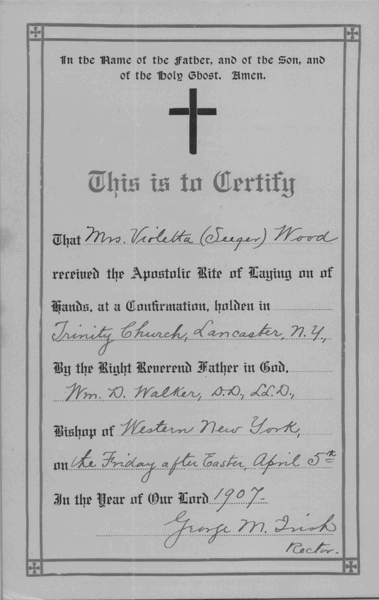 In the Name of the Father, and of the Son, and
of the Holy Ghost. Amen.
This is to Certify
That Mrs. Violetta (Seeger) Wood
received the Apostolic Rite of Laying on of
Hands, at a Confirmation, holden in
Trinity Church, Lancaster, N.Y.,
By the Right Reverend Father in God,
Wm. D. Walker, D.D., LL.D.,
Bishop of Western New York,
on the Friday after Easter, April 5th
In the Year of Our Lord 1907.
George M. Irish
Rector.